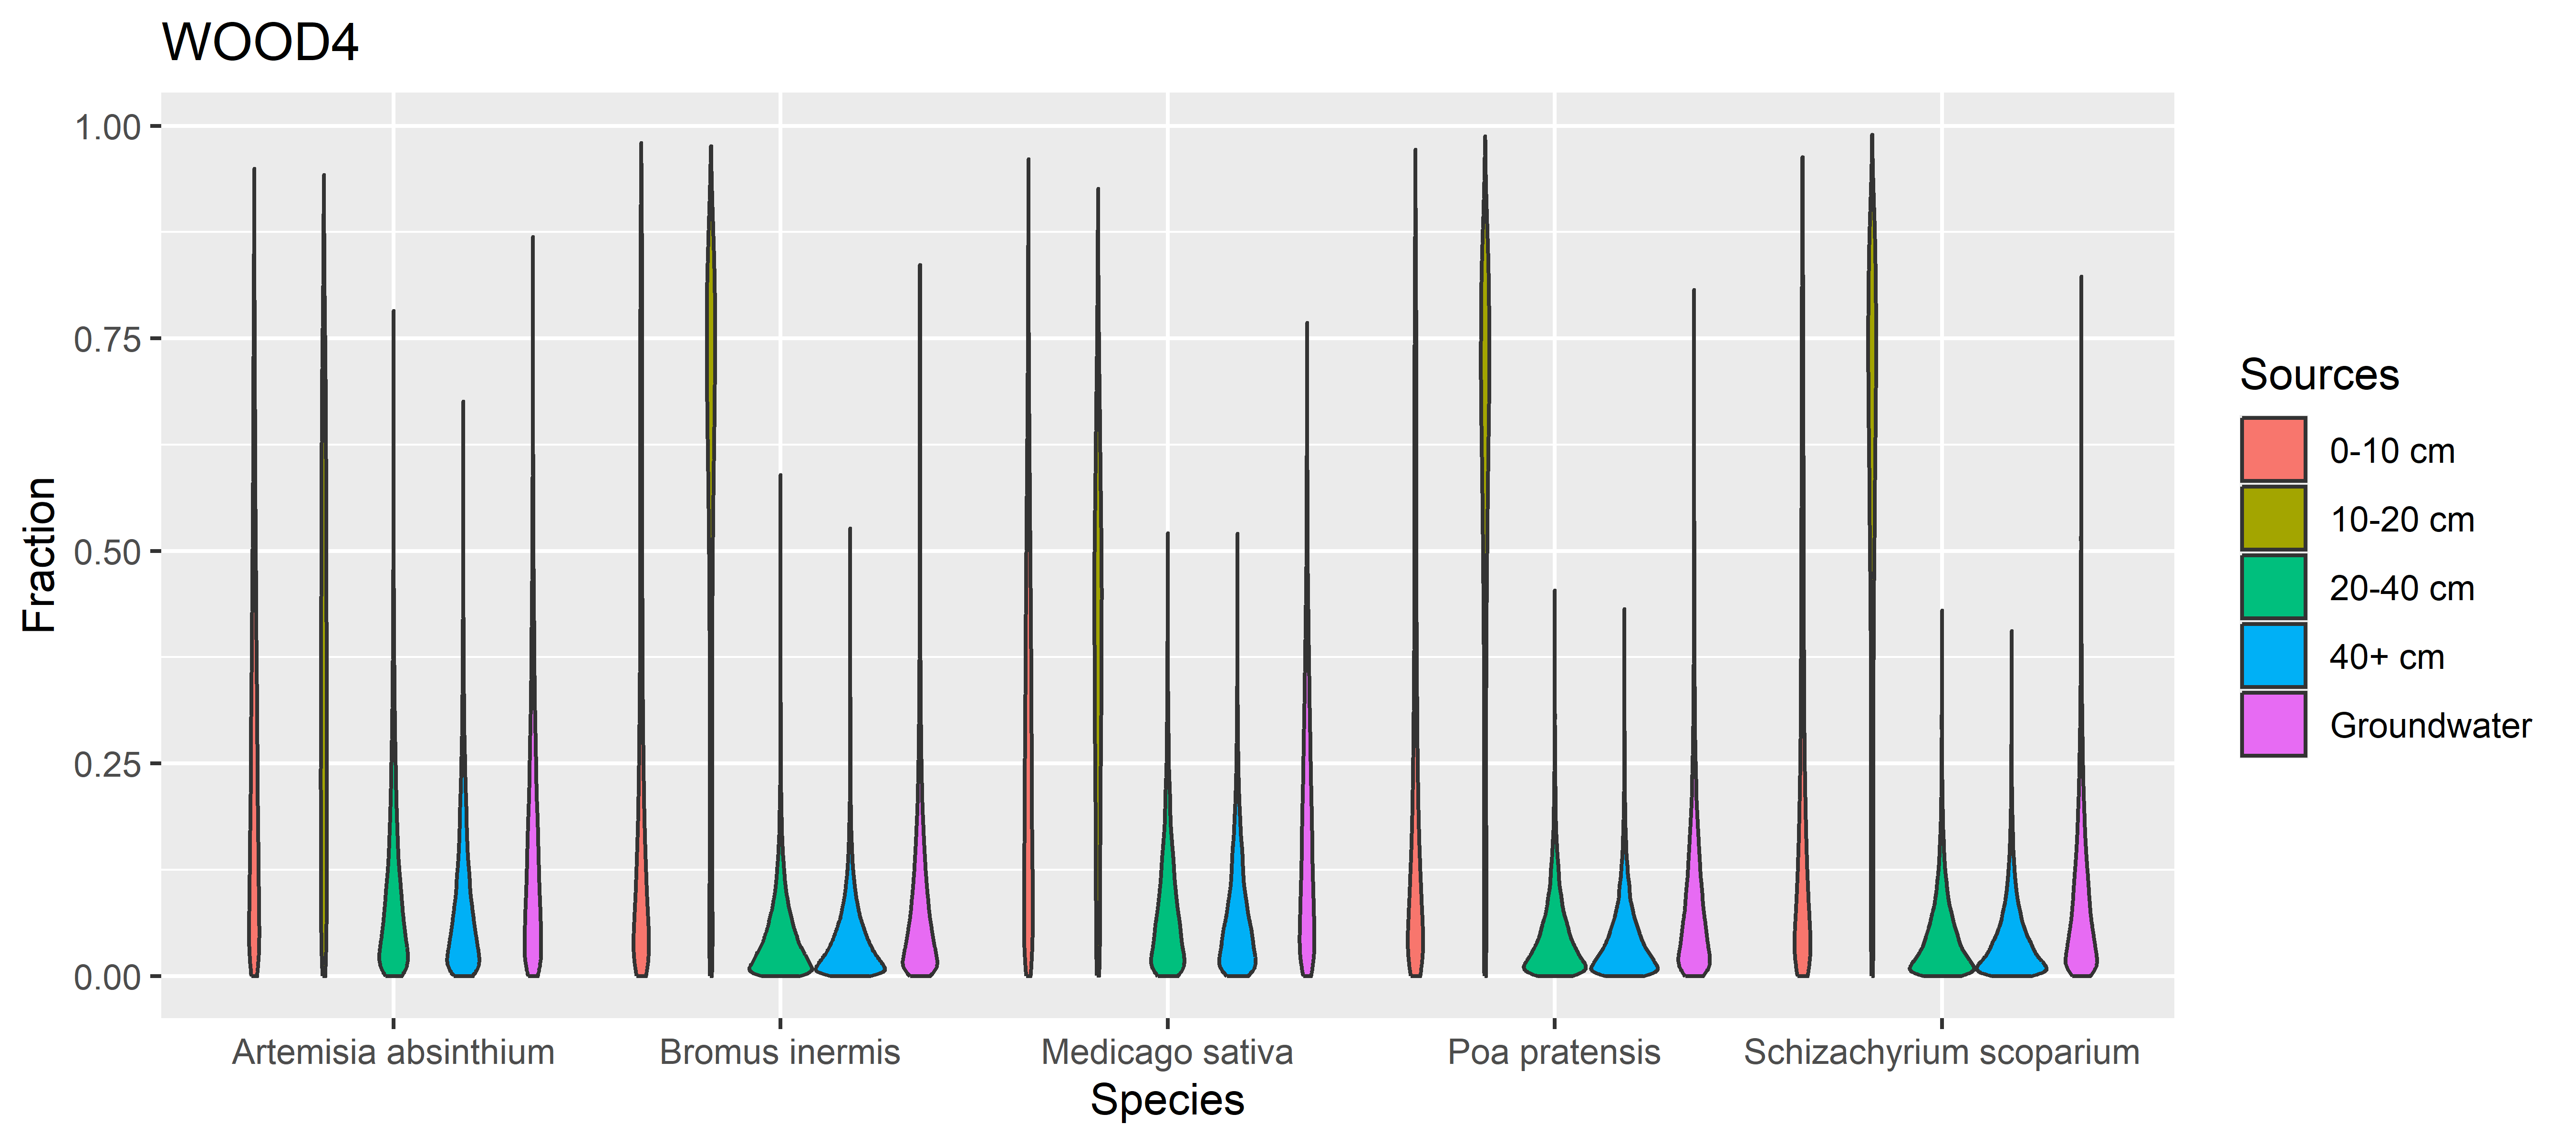 WOOD4
1.00
0.75
0.50
0.25
0.00
Fraction
Artemisia absinthium
Bromus inermis
Medicago sativa
Poa pratensis
Schizachyrium scoparium
Species
Sources
0-10 cm
10-20 cm
20-40 cm
40+ cm
Groundwater